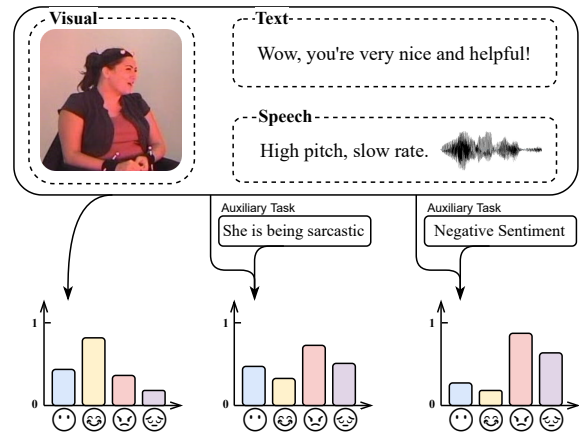 Visual
Text
Wow, you're very nice and helpful!
Speech
High pitch, slow rate.
Auxiliary Task
She is being sarcastic
Auxiliary Task
Negative Sentiment
1
0
1
0
1
0